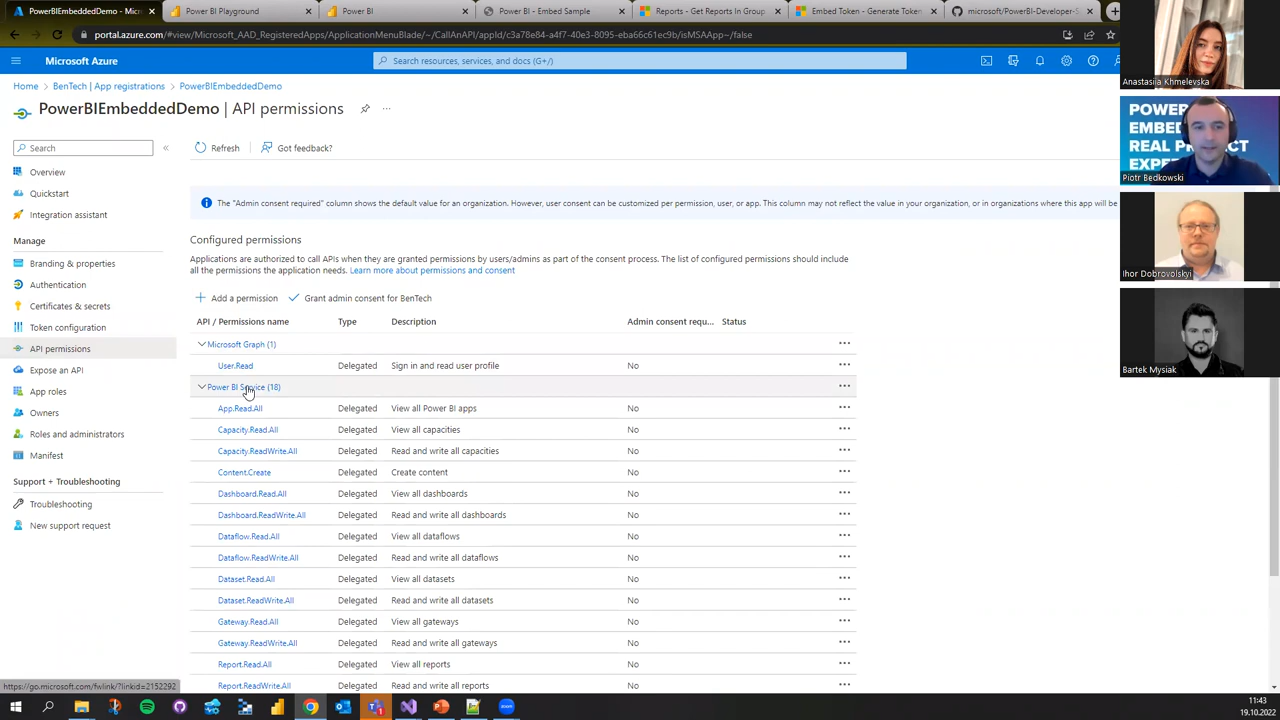 PowerBIEmbeddedDemo - Microso
Power BI Playground
Power BI
Power BI - Embed Sample
Reports - Get Reports In Group
Embed Token - Generate Token
microsoft/PowerBI-Developer-S
portal.azure.com/#view/Microsoft_AAD_RegisteredApps/ApplicationMenuBlade/~/CallAnAPI/appId/c3a78e84-a4f7-40e3-8095-eba66c61ec9b/isMSAApp~/false
Microsoft Azure
Search resources, services, and docs (G+/)
Home > BenTech | App registrations > PowerBIEmbeddedDemo
PowerBIEmbeddedDemo | API permissions
Search
Refresh
Got feedback?
Overview
Quickstart
Integration assistant
Manage
Branding & properties
Authentication
Certificates & secrets
Token configuration
API permissions
Expose an API
App roles
Owners
Roles and administrators
Manifest
Support + Troubleshooting
Troubleshooting
New support request
The "Admin consent required" column shows the default value for an organization. However, user consent can be customized per permission, user, or app. This column may not reflect the value in your organization, or in organizations where this app will be
Configured permissions
Applications are authorized to call APIs when they are granted permissions by users/admins as part of the consent process. The list of configured permissions should include
all the permissions the application needs. Learn more about permissions and consent
Add a permission
Grant admin consent for BenTech
API / Permissions name Type Description Admin consent requ... Status
Microsoft Graph (1)
User.Read Delegated Sign in and read user profile No
Power BI Service (18)
App.Read.All Delegated View all Power BI apps No
Capacity.Read.All Delegated View all capacities No
Capacity.ReadWrite.All Delegated Read and write all capacities No
Content.Create Delegated Create content No
Dashboard.Read.All Delegated View all dashboards No
Dashboard.ReadWrite.All Delegated Read and write all dashboards No
Dataflow.Read.All Delegated View all dataflows No
Dataflow.ReadWrite.All Delegated Read and write all dataflows No
Dataset.Read.All Delegated View all datasets No
Dataset.ReadWrite.All Delegated Read and write all datasets No
Gateway.Read.All Delegated View all gateways No
Gateway.ReadWrite.All Delegated Read and write all gateways No
Report.Read.All Delegated View all reports No
Report.ReadWrite.All Delegated Read and write all reports No
https://go.microsoft.com/fwlink/?linkid=2152292
11:43
19.10.2022
Anastasiia Khmelevska
POWER
EMBE
REAL PR CT
EXPE
Piotr Będkowski
Ihor Dobrovolskyi
Bartek Mysiak